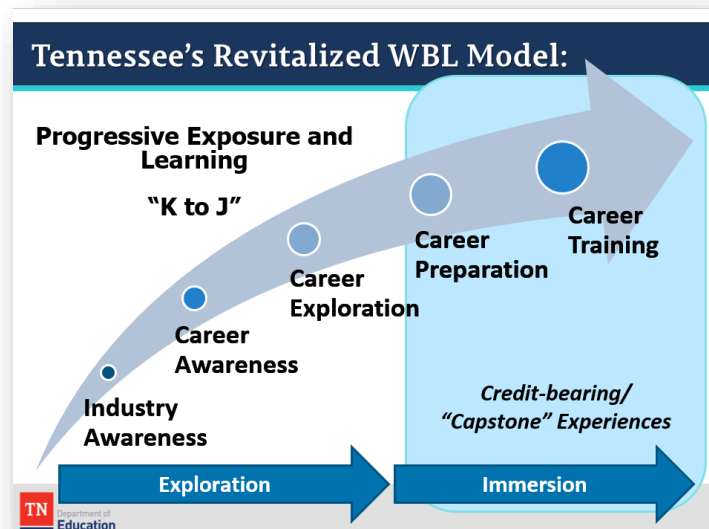 Tennessee's Revitalized WBL Model:
Progressive Exposure and
Learning
“K to J”
Industry
Awareness
Career
Awareness
Career
Exploration
Career
Preparation
Career
Training
Credit-bearing/
“Capstone” Experiences
Exploration
Immersion
TN
Department of
Education